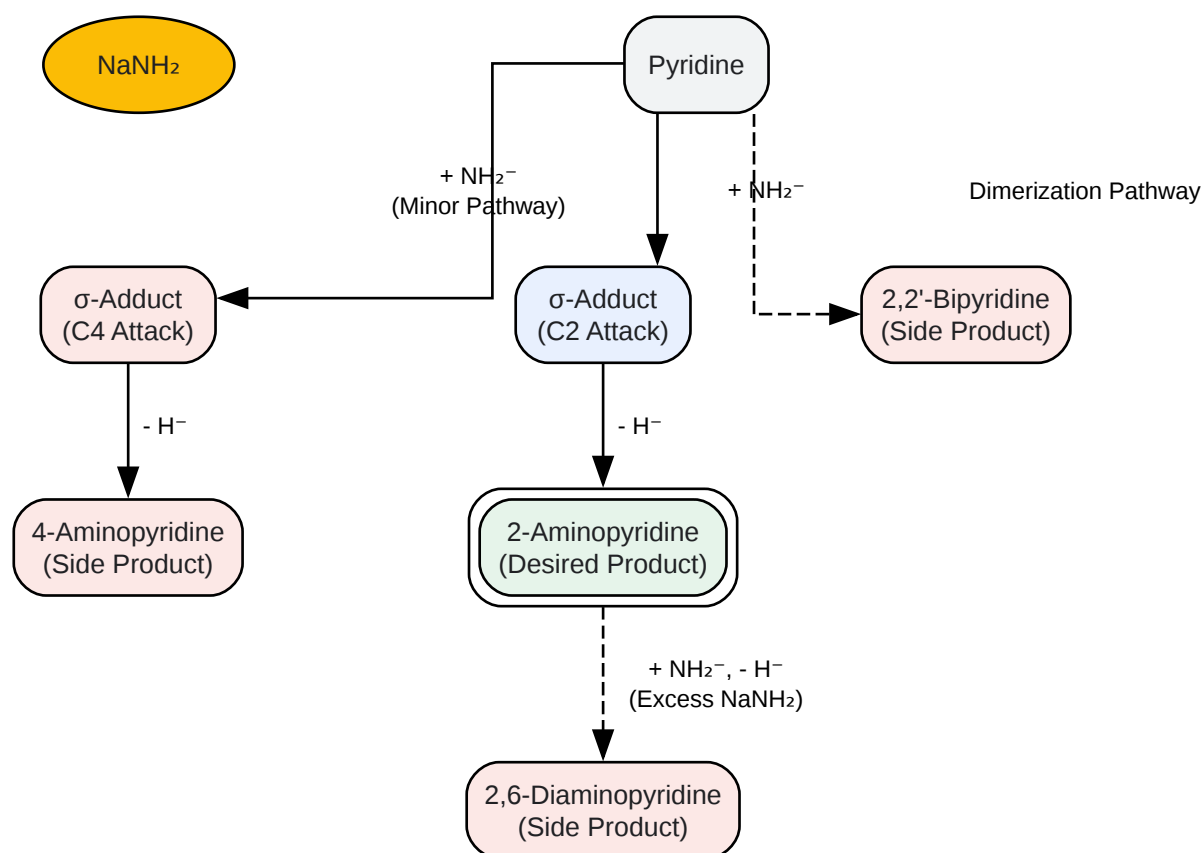 NaNH₂
Pyridine
+ NH₂⁻
(Minor Pathway)
+ NH₂⁻
Dimerization Pathway
σ-Adduct
(C4 Attack)
σ-Adduct
(C2 Attack)
2,2'-Bipyridine
(Side Product)
- H⁻
- H⁻
4-Aminopyridine
(Side Product)
2-Aminopyridine
(Desired Product)
+ NH₂⁻, - H⁻
(Excess NaNH₂)
2,6-Diaminopyridine
(Side Product)